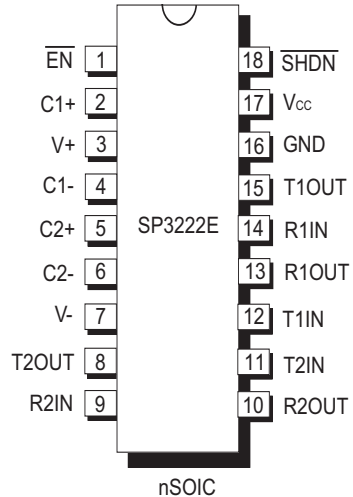 EN 1 18 SHDN
C1+ 2 17 Vcc
V+ 3 16 GND
C1- 4 15 T1OUT
C2+ 5 SP3222E 14 R1IN
C2- 6 13 R1OUT
V- 7 12 T1IN
T2OUT 8 11 T2IN
R2IN 9 10 R2OUT
nSOIC